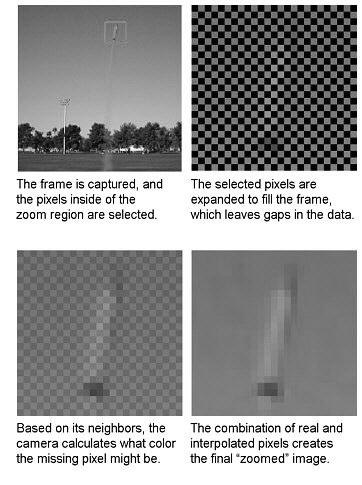 The frame is captured, and
the pixels inside of the
zoom region are selected.
The selected pixels are
expanded to fill the frame,
which leaves gaps in the data.
Based on its neighbors, the
camera calculates what color
the missing pixel might be.
The combination of real and
interpolated pixels creates
the final “zoomed” image.